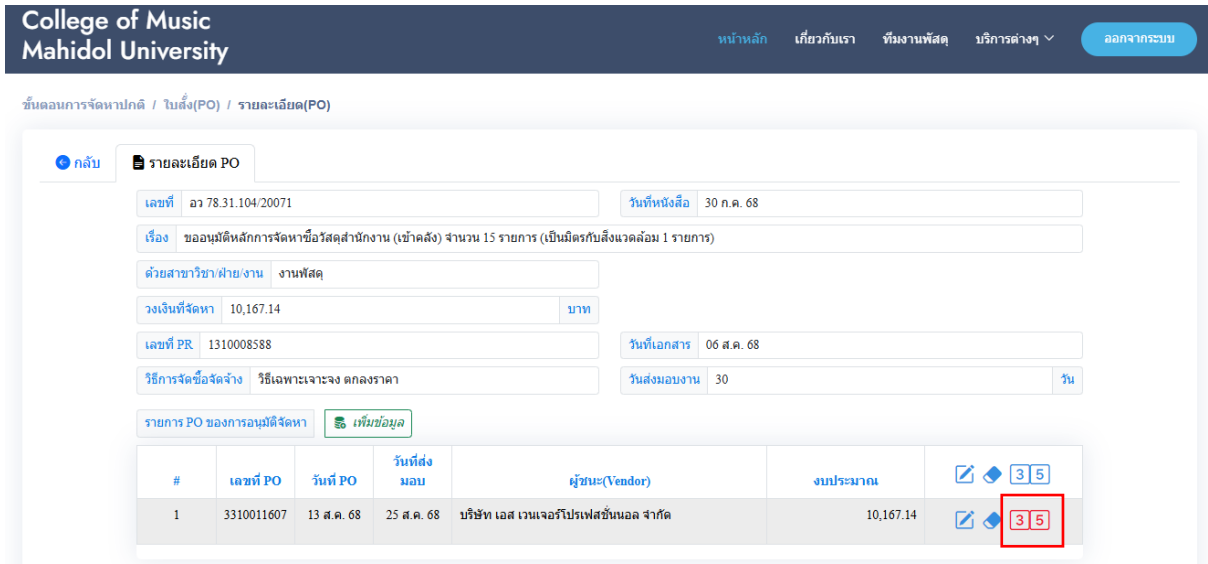 College of Music
Mahidol University
หน้าหลัก เกี่ยวกับเรา ทีมงานพัสดุ บริการต่างๆ ออกจากระบบ
ขั้นตอนการจัดหาปกติ / ใบสั่ง(PO) / รายละเอียด(PO)
กลับ รายละเอียด PO
เลขที่ อว 78.31.104/20071 วันที่หนังสือ 30 ก.ค. 68
เรื่อง ขออนุมัติหลักการจัดหาซื้อวัสดุสำนักงาน (เข้าคลัง) จำนวน 15 รายการ (เป็นมิตรกับสิ่งแวดล้อม 1 รายการ)
ด้วยสาขาวิชา/ฝ่าย/งาน งานพัสดุ
วงเงินที่จัดหา 10,167.14 บาท
เลขที่ PR 1310008588 วันที่เอกสาร 06 ส.ค. 68
วิธีการจัดซื้อจัดจ้าง วิธีเฉพาะเจาะจง ตกลงราคา วันส่งมอบงาน 30 วัน
รายการ PO ของการอนุมัติจัดหา เพิ่มข้อมูล
# เลขที่ PO วันที่ PO วันที่ส่งมอบ ผู้ชนะ(Vendor) งบประมาณ 3 5
1 3310011607 13 ส.ค. 68 25 ส.ค. 68 บริษัท เอส เวนเจอร์โปรเฟสชั่นนอล จำกัด 10,167.14 3 5